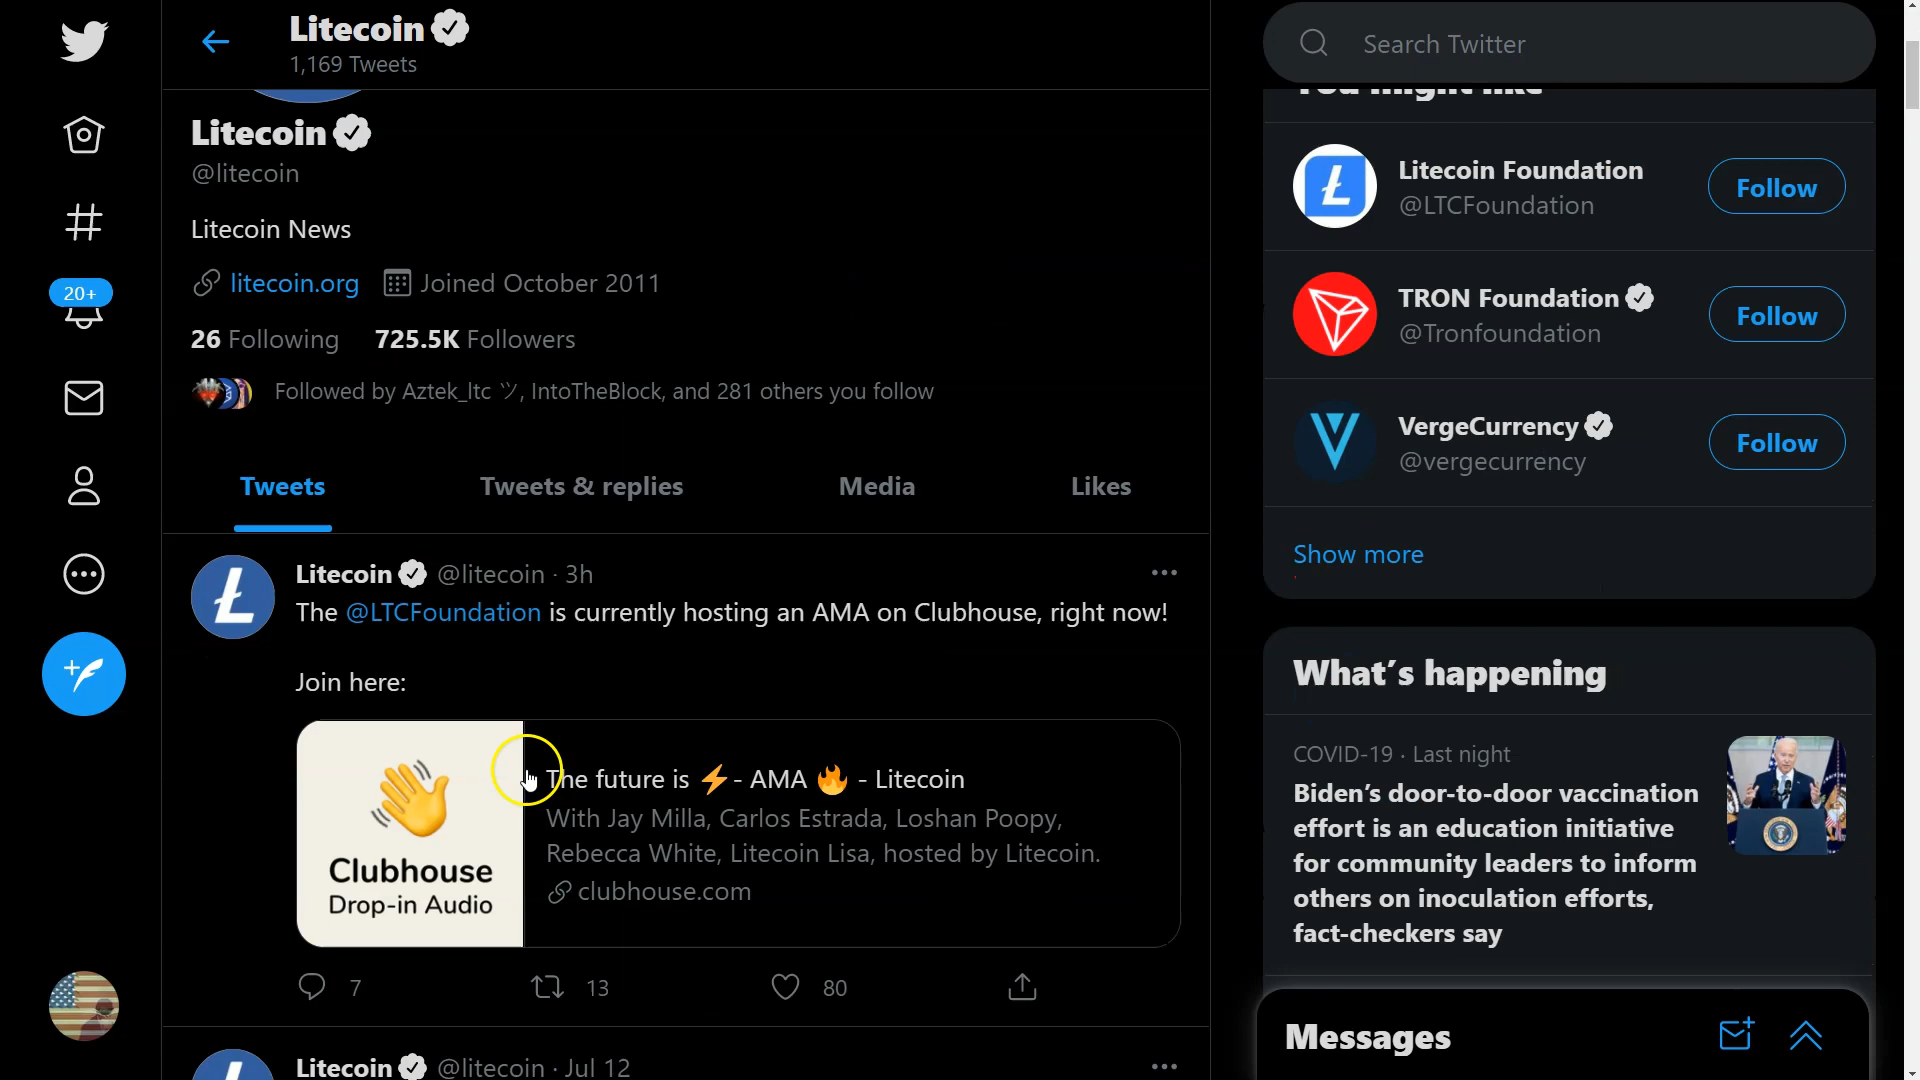 Litecoin
1,169 Tweets
Litecoin
@litecoin
Litecoin News
litecoin.org Joined October 2011
26 Following 725.5K Followers
Followed by Aztek_ltc ツ, IntoTheBlock, and 281 others you follow
Tweets Tweets & replies Media Likes
Litecoin @litecoin · 3h
The @LTCFoundation is currently hosting an AMA on Clubhouse, right now!
Join here:
Clubhouse
Drop-in Audio
The future is ⚡- AMA 🔥 - Litecoin
With Jay Milla, Carlos Estrada, Loshan Poopy,
Rebecca White, Litecoin Lisa, hosted by Litecoin.
clubhouse.com
7 13 80
Litecoin @litecoin · Jul 12
20+
Search Twitter
You might like
Litecoin Foundation
@LTCFoundation
Follow
TRON Foundation
@Tronfoundation
Follow
VergeCurrency
@vergecurrency
Follow
Show more
What's happening
COVID-19 · Last night
Biden's door-to-door vaccination
effort is an education initiative
for community leaders to inform
others on inoculation efforts,
fact-checkers say
Messages